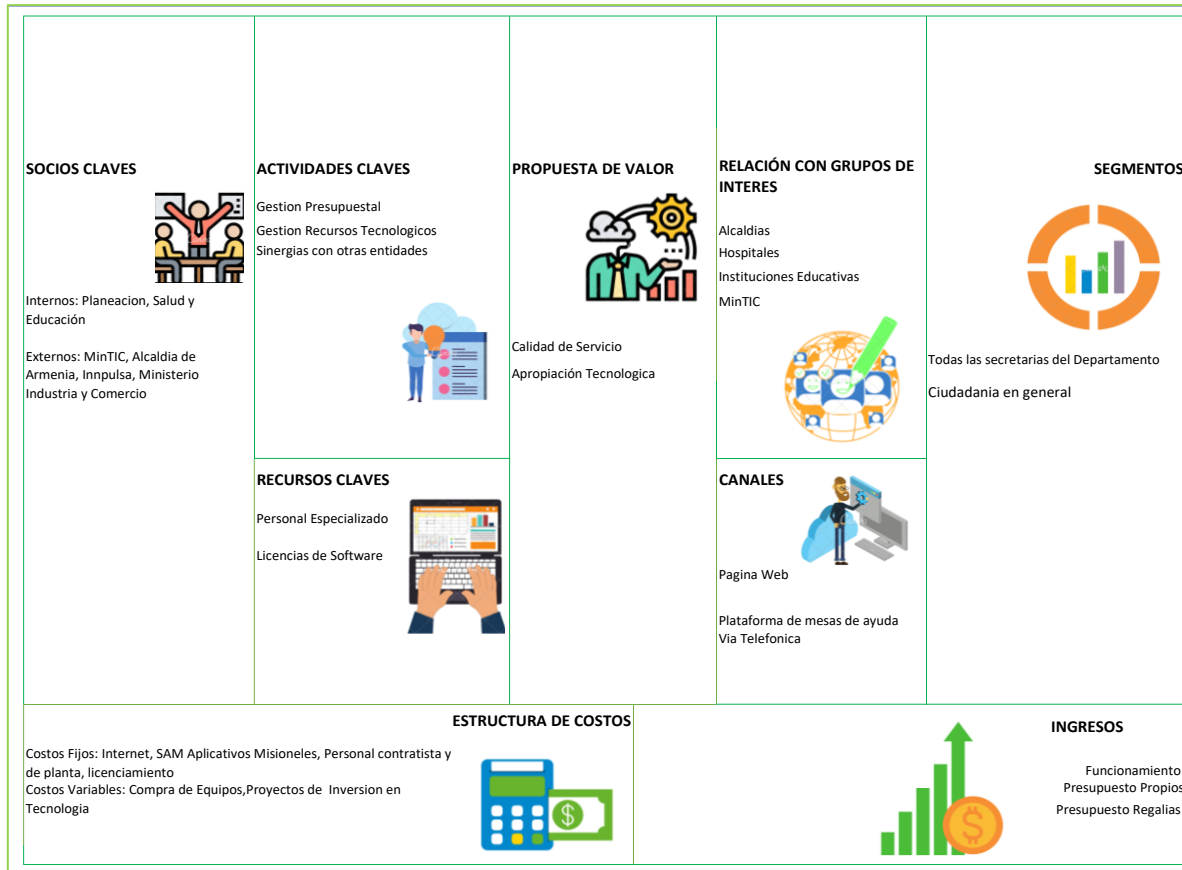 SOCIOS CLAVES
Internos: Planeacion, Salud y
Educación
Externos: MinTIC, Alcaldia de
Armenia, Innpulsa, Ministerio
Industria y Comercio
ACTIVIDADES CLAVES
Gestion Presupuestal
Gestion Recursos Tecnologicos
Sinergias con otras entidades
RECURSOS CLAVES
Personal Especializado
Licencias de Software
PROPUESTA DE VALOR
Calidad de Servicio
Apropiación Tecnologica
RELACIÓN CON GRUPOS DE
INTERES
Alcaldias
Hospitales
Instituciones Educativas
MinTIC
CANALES
Pagina Web
Plataforma de mesas de ayuda
Via Telefonica
SEGMENTOS
Todas las secretarias del Departamento
Ciudadania en general
ESTRUCTURA DE COSTOS
Costos Fijos: Internet, SAM Aplicativos Misioneles, Personal contratista y
de planta, licenciamiento
Costos Variables: Compra de Equipos,Proyectos de Inversion en
Tecnologia
INGRESOS
Funcionamiento
Presupuesto Propios
Presupuesto Regalias